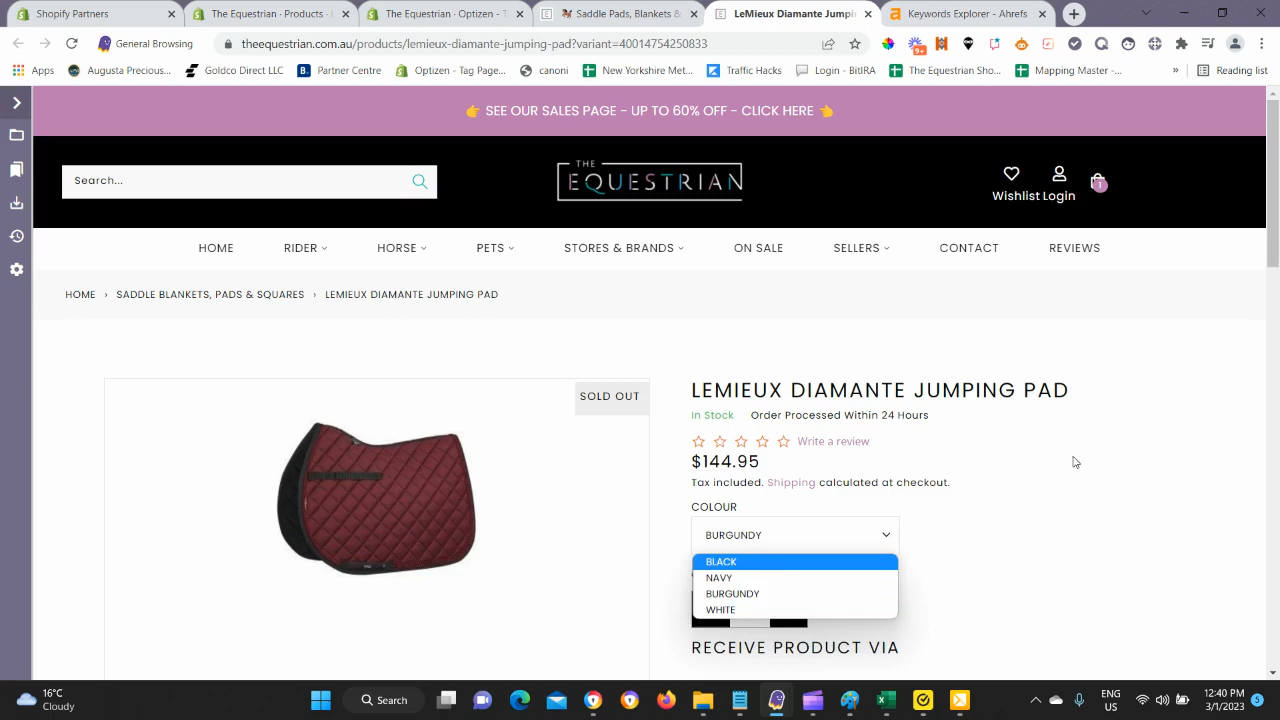 Shopify Partners
The Equestrian - Products - 
The Equestrian - Optizen - Ta
Saddle Pads, Blankets &
LeMieux Diamante Jumpi
Keywords Explorer - Ahrefs
General Browsi
theequestrian.com.au/products/lemieux-diamante-jumping-pad?variant=40014754250833
9+
Apps
Augusta Precious...
Goldco Direct LLC
Partner Centre
Optizen - Tag Page...
canoni
New Yorkshire Met...
Traffic Hacks
Login - BitIRA
The Equestrian Sho...
Mapping Master -...
»
Reading list
👉 SEE OUR SALES PAGE - UP TO 60% OFF - CLICK HERE 👈
Search...
THE
EQUESTRIAN
Wishlist
Login
1
HOME
RIDER
HORSE
PETS
STORES & BRANDS
ON SALE
SELLERS
CONTACT
REVIEWS
HOME › SADDLE BLANKETS, PADS & SQUARES › LEMIEUX DIAMANTE JUMPING PAD
SOLD OUT
LEMIEUX DIAMANTE JUMPING PAD
In Stock Order Processed Within 24 Hours
Write a review
$144.95
Tax included. Shipping calculated at checkout.
COLOUR
BURGUNDY
BLACK
NAVY
BURGUNDY
WHITE
RECEIVE PRODUCT VIA
16°C
Cloudy
Search
ENG
US
12:40 PM
3/1/2023
5